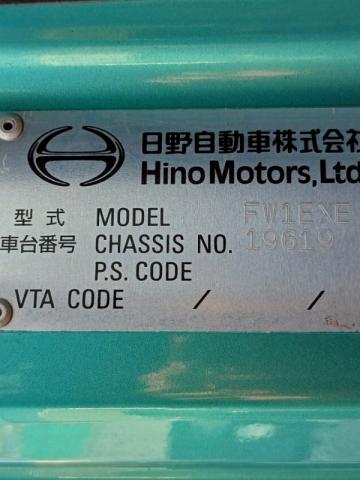 日野自動車株式会社
Hino Motors, Ltd
型式 MODEL FW1EXE
車台番号 CHASSIS NO. 19619
P.S. CODE
VTA CODE / /